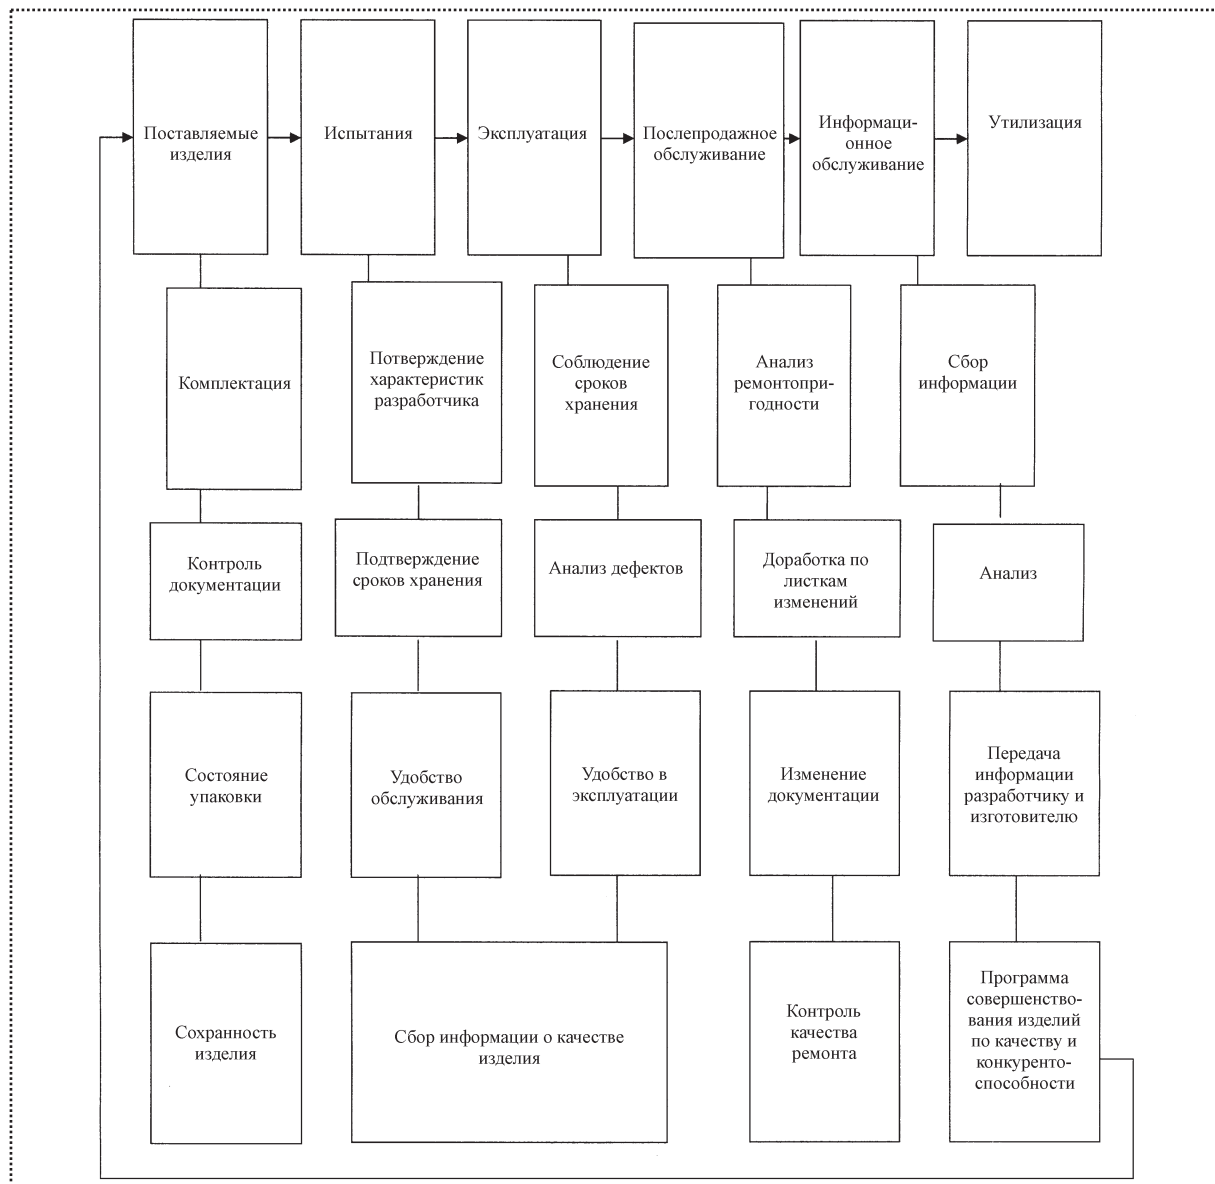 Поставляемые
изделия
Испытания
Эксплуатация
Послепродажное
обслуживание
Информаци-
онное
обслуживание
Утилизация
Комплектация
Потверждение
характеристик
разработчика
Соблюдение
сроков
хранения
Анализ
ремонтопри-
годности
Сбор
информации
Контроль
документации
Подтверждение
сроков хранения
Анализ дефектов
Доработка по
листкам
изменений
Анализ
Состояние
упаковки
Удобство
обслуживания
Удобство в
эксплуатации
Изменение
документации
Передача
информации
разработчику и
изготовителю
Сохранность
изделия
Сбор информации о качестве
изделия
Контроль
качества
ремонта
Программа
совершенство-
вания изделий
по качеству и
конкуренто-
способности